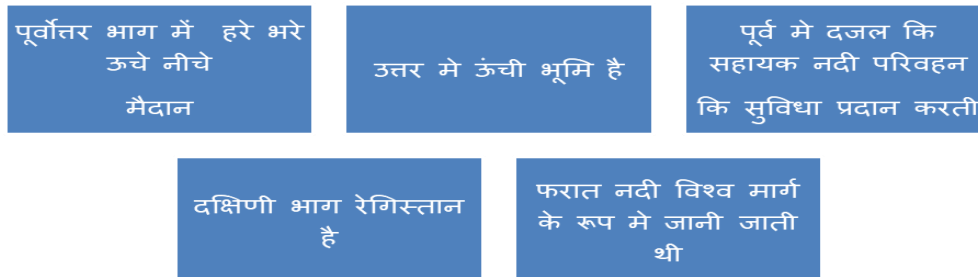 पूर्वोत्तर भाग में हरे भरे
ऊचे नीचे
मैदान
उत्तर मे ऊंची भूमि है
पूर्व मे दजल कि
सहायक नदी परिवहन
कि सुविधा प्रदान करती
दक्षिणी भाग रेगिस्तान
है
फरात नदी विश्व मार्ग
के रूप मे जानी जाती
थी